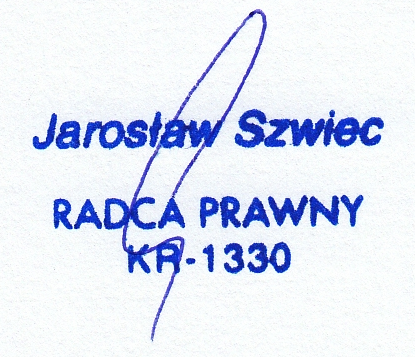 Jarosław Szwiec
RADCA PRAWNY
KR-1330